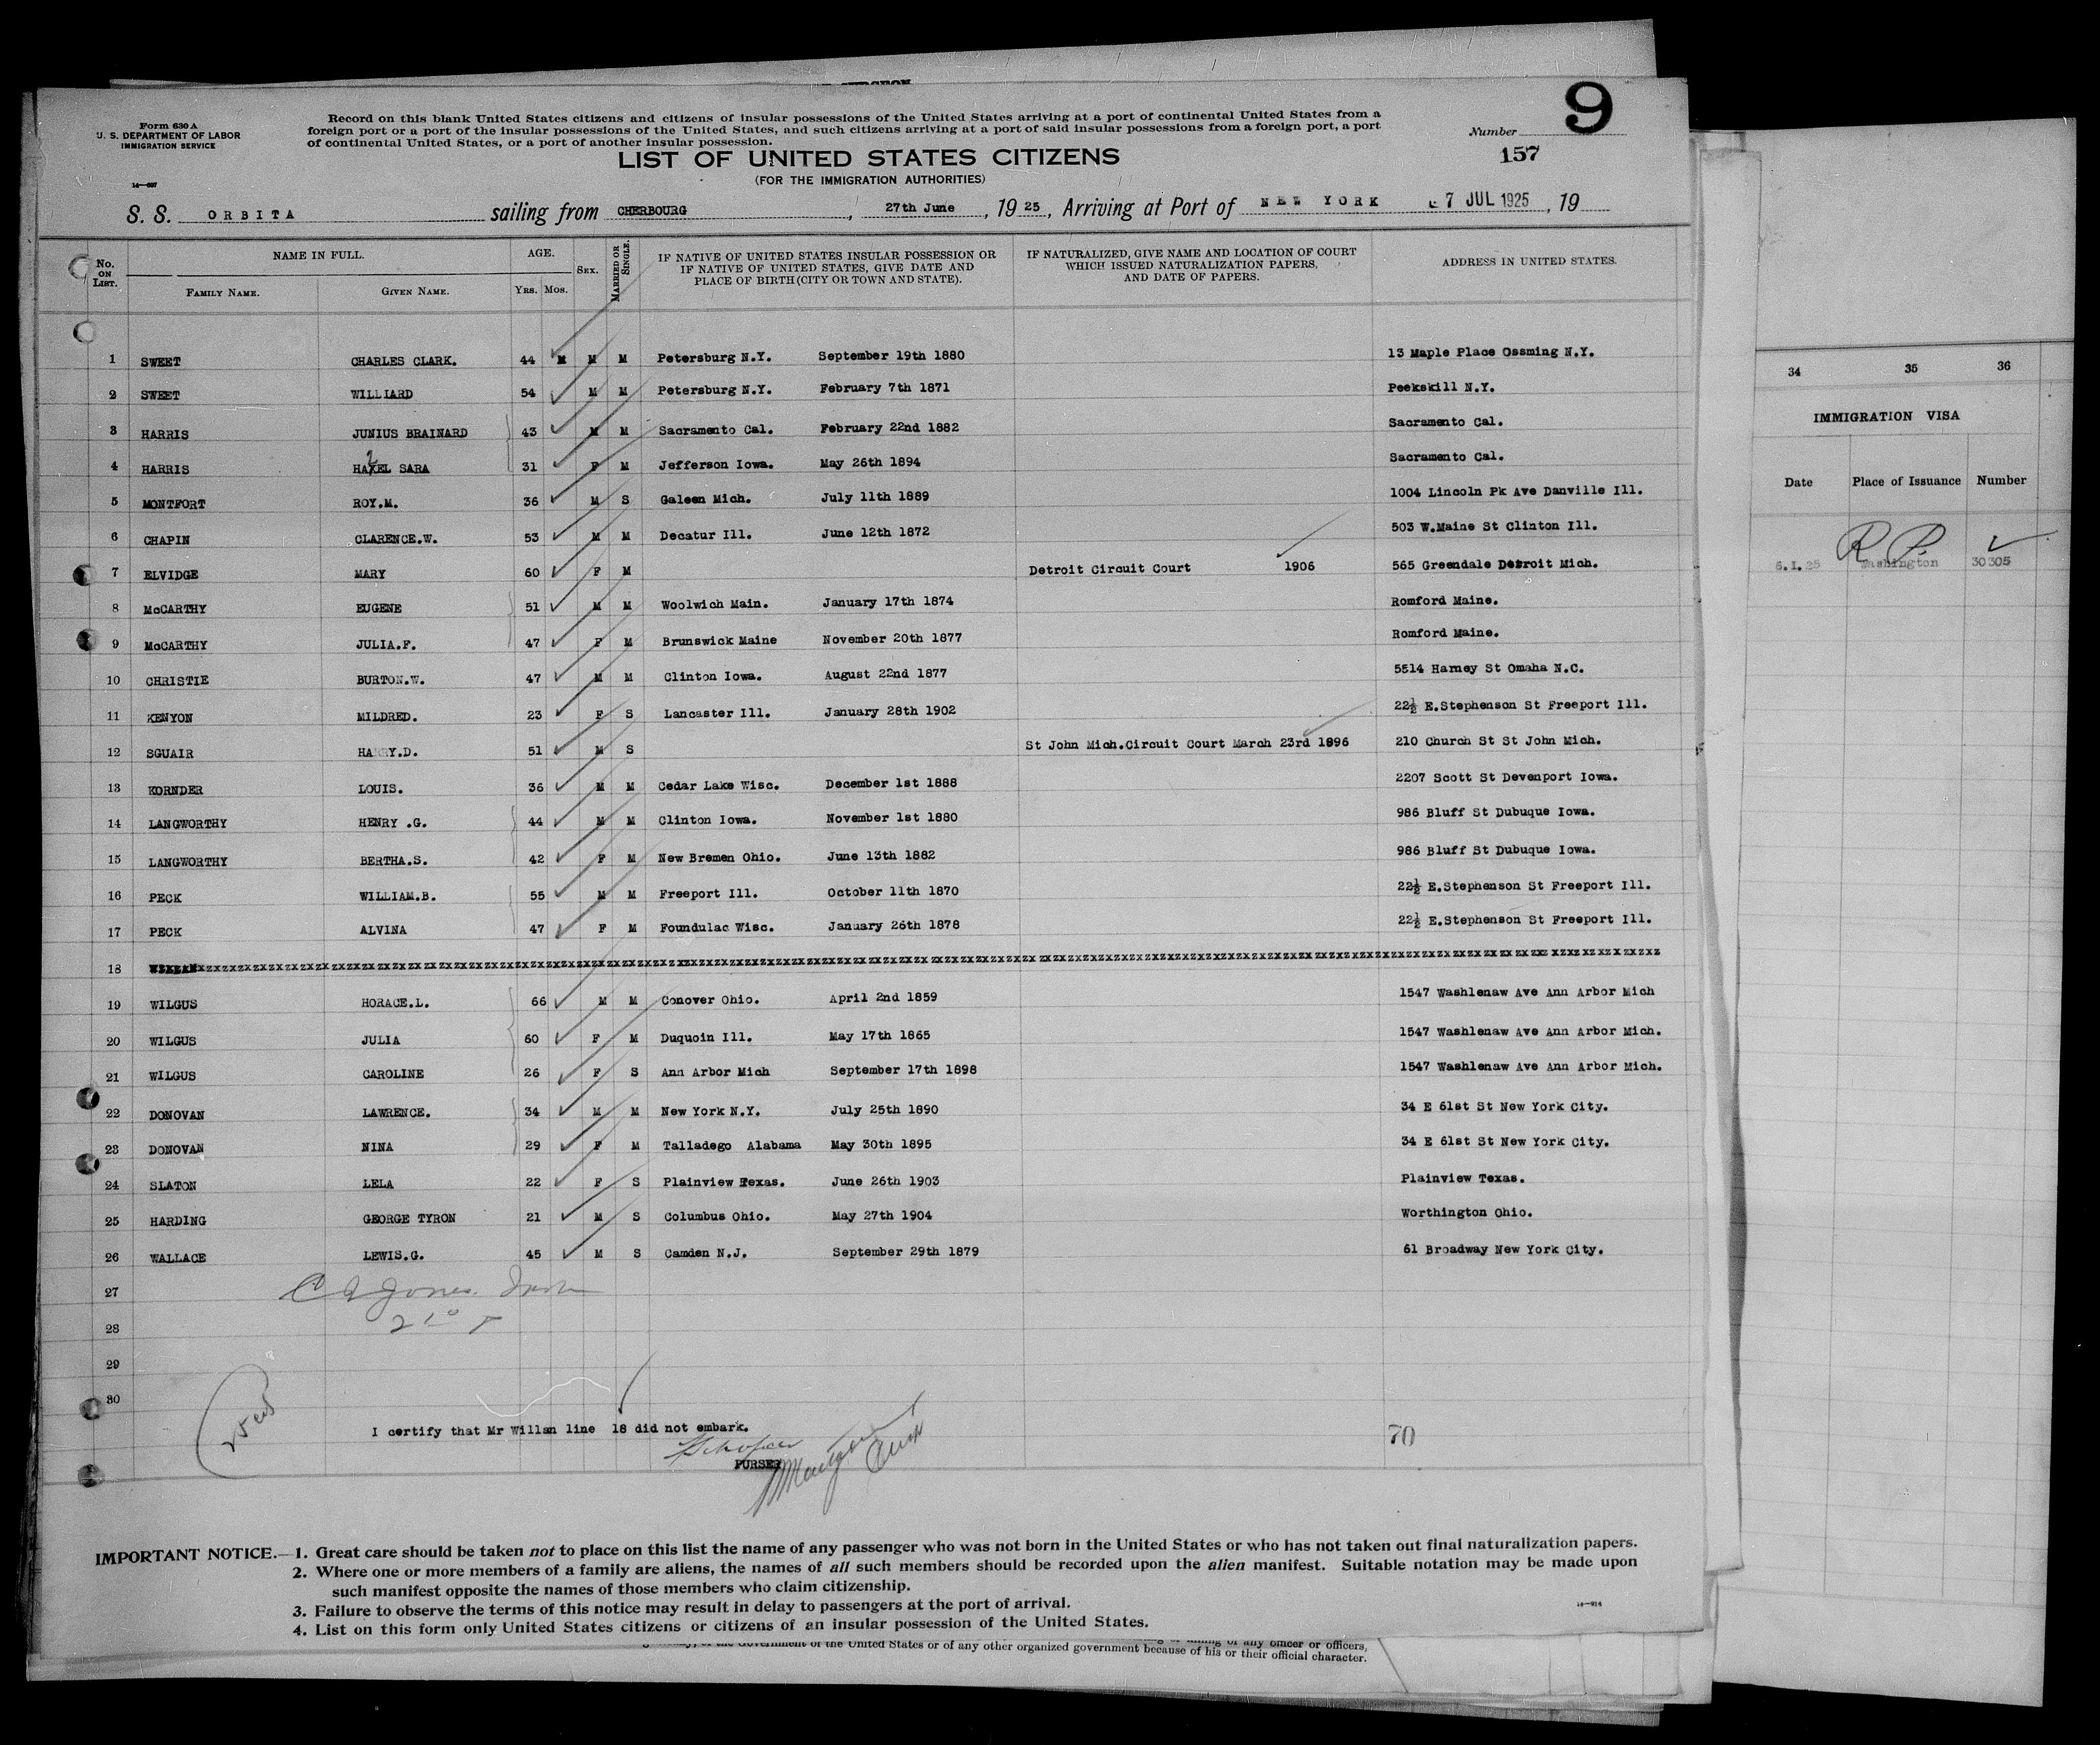 Form 630 A
U. S. DEPARTMENT OF LABOR
IMMIGRATION SERVICE
14—607
Record on this blank United States citizens and citizens of insular possessions of the United States arriving at a port of continental United States from a
foreign port or a port of the insular possessions of the United States, and such citizens arriving at a port of said insular possessions from a foreign port, a port
of continental United States, or a port of another insular possession.
Number 9
157
LIST OF UNITED STATES CITIZENS
(FOR THE IMMIGRATION AUTHORITIES)
S. S. ORBITA sailing from CHERBOURG, 27th June, 19 25, Arriving at Port of NEW YORK 7 JUL 1925, 19
No. ON LIST. NAME IN FULL. FAMILY NAME. GIVEN NAME. AGE. YRS. MOS. SEX. MARRIED OR SINGLE. IF NATIVE OF UNITED STATES INSULAR POSSESSION OR IF NATIVE OF UNITED STATES, GIVE DATE AND PLACE OF BIRTH (CITY OR TOWN AND STATE). IF NATURALIZED, GIVE NAME AND LOCATION OF COURT WHICH ISSUED NATURALIZATION PAPERS, AND DATE OF PAPERS. ADDRESS IN UNITED STATES.
1 SWEET CHARLES CLARK. 44 M M M Petersburg N.Y. September 19th 1880 13 Maple Place Ossming N.Y.
2 SWEET WILLIARD 54 M M Petersburg N.Y. February 7th 1871 Peekskill N.Y.
3 HARRIS JUNIUS BRAINARD 43 M M Sacramento Cal. February 22nd 1882 Sacramento Cal.
4 HARRIS HAZEL SARA 31 F M Jefferson Iowa. May 26th 1894 Sacramento Cal.
5 MONTFORT ROY.M. 36 M S Galeen Mich. July 11th 1889 1004 Lincoln Pk Ave Danville Ill.
6 CHAPIN CLARENCE.W. 53 M M Decatur Ill. June 12th 1872 503 W.Maine St Clinton Ill.
7 ELVIDGE MARY 60 F M Detroit Circuit Court 1906 565 Greendale Detroit Mich.
8 McCARTHY EUGENE 51 M M Woolwich Main. January 17th 1874 Romford Maine.
9 McCARTHY JULIA.F. 47 F M Brunswick Maine November 20th 1877 Romford Maine.
10 CHRISTIE BURTON.W. 47 M M Clinton Iowa. August 22nd 1877 5514 Harney St Omaha N.C.
11 KENYON MILDRED. 23 F S Lancaster Ill. January 28th 1902 22½ E.Stephenson St Freeport Ill.
12 SGUAIR HARRY.D. 51 M S St John Mich.Circuit Court March 23rd 1896 210 Church St St John Mich.
13 KORNDER LOUIS. 36 M M Cedar Lake Wisc. December 1st 1888 2207 Scott St Devenport Iowa.
14 LANGWORTHY HENRY .G. 44 M M Clinton Iowa. November 1st 1880 986 Bluff St Dubuque Iowa.
15 LANGWORTHY BERTHA.S. 42 F M New Bremen Ohio. June 13th 1882 986 Bluff St Dubuque Iowa.
16 PECK WILLIAM.B. 55 M M Freeport Ill. October 11th 1870 22½ E.Stephenson St Freeport Ill.
17 PECK ALVINA 47 F M Foundulac Wisc. January 26th 1878 22½ E.Stephenson St Freeport Ill.
18
19 WILGUS HORACE.L. 66 M M Conover Ohio. April 2nd 1859 1547 Washlenaw Ave Ann Arbor Mich
20 WILGUS JULIA 60 F M Duquoin Ill. May 17th 1865 1547 Washlenaw Ave Ann Arbor Mich.
21 WILGUS CAROLINE 26 F S Ann Arbor Mich September 17th 1898 1547 Washlenaw Ave Ann Arbor Mich.
22 DONOVAN LAWRENCE. 34 M M New York N.Y. July 25th 1890 34 E 61st St New York City.
23 DONOVAN NINA 29 F M Talladego Alabama May 30th 1895 34 E 61st St New York City.
24 SLATON LELA 22 F S Plainview Texas. June 26th 1903 Plainview Texas.
25 HARDING GEORGE TYRON 21 M S Columbus Ohio. May 27th 1904 Worthington Ohio.
26 WALLACE LEWIS.G. 45 M S Camden N.J. September 29th 1879 61 Broadway New York City.
27 Jones
28
29
30
I certify that Mr Willan line 18 did not embark.
PURSER
70
IMPORTANT NOTICE.—1. Great care should be taken not to place on this list the name of any passenger who was not born in the United States or who has not taken out final naturalization papers.
2. Where one or more members of a family are aliens, the names of all such members should be recorded upon the alien manifest. Suitable notation may be made upon
such manifest opposite the names of those members who claim citizenship.
3. Failure to observe the terms of this notice may result in delay to passengers at the port of arrival.
4. List on this form only United States citizens or citizens of an insular possession of the United States.
14—914
of the United States or of any other organized government because of his or their official character.
34 35 36
IMMIGRATION VISA
Date Place of Issuance Number
R.P.
6.1.25 Washington 30305